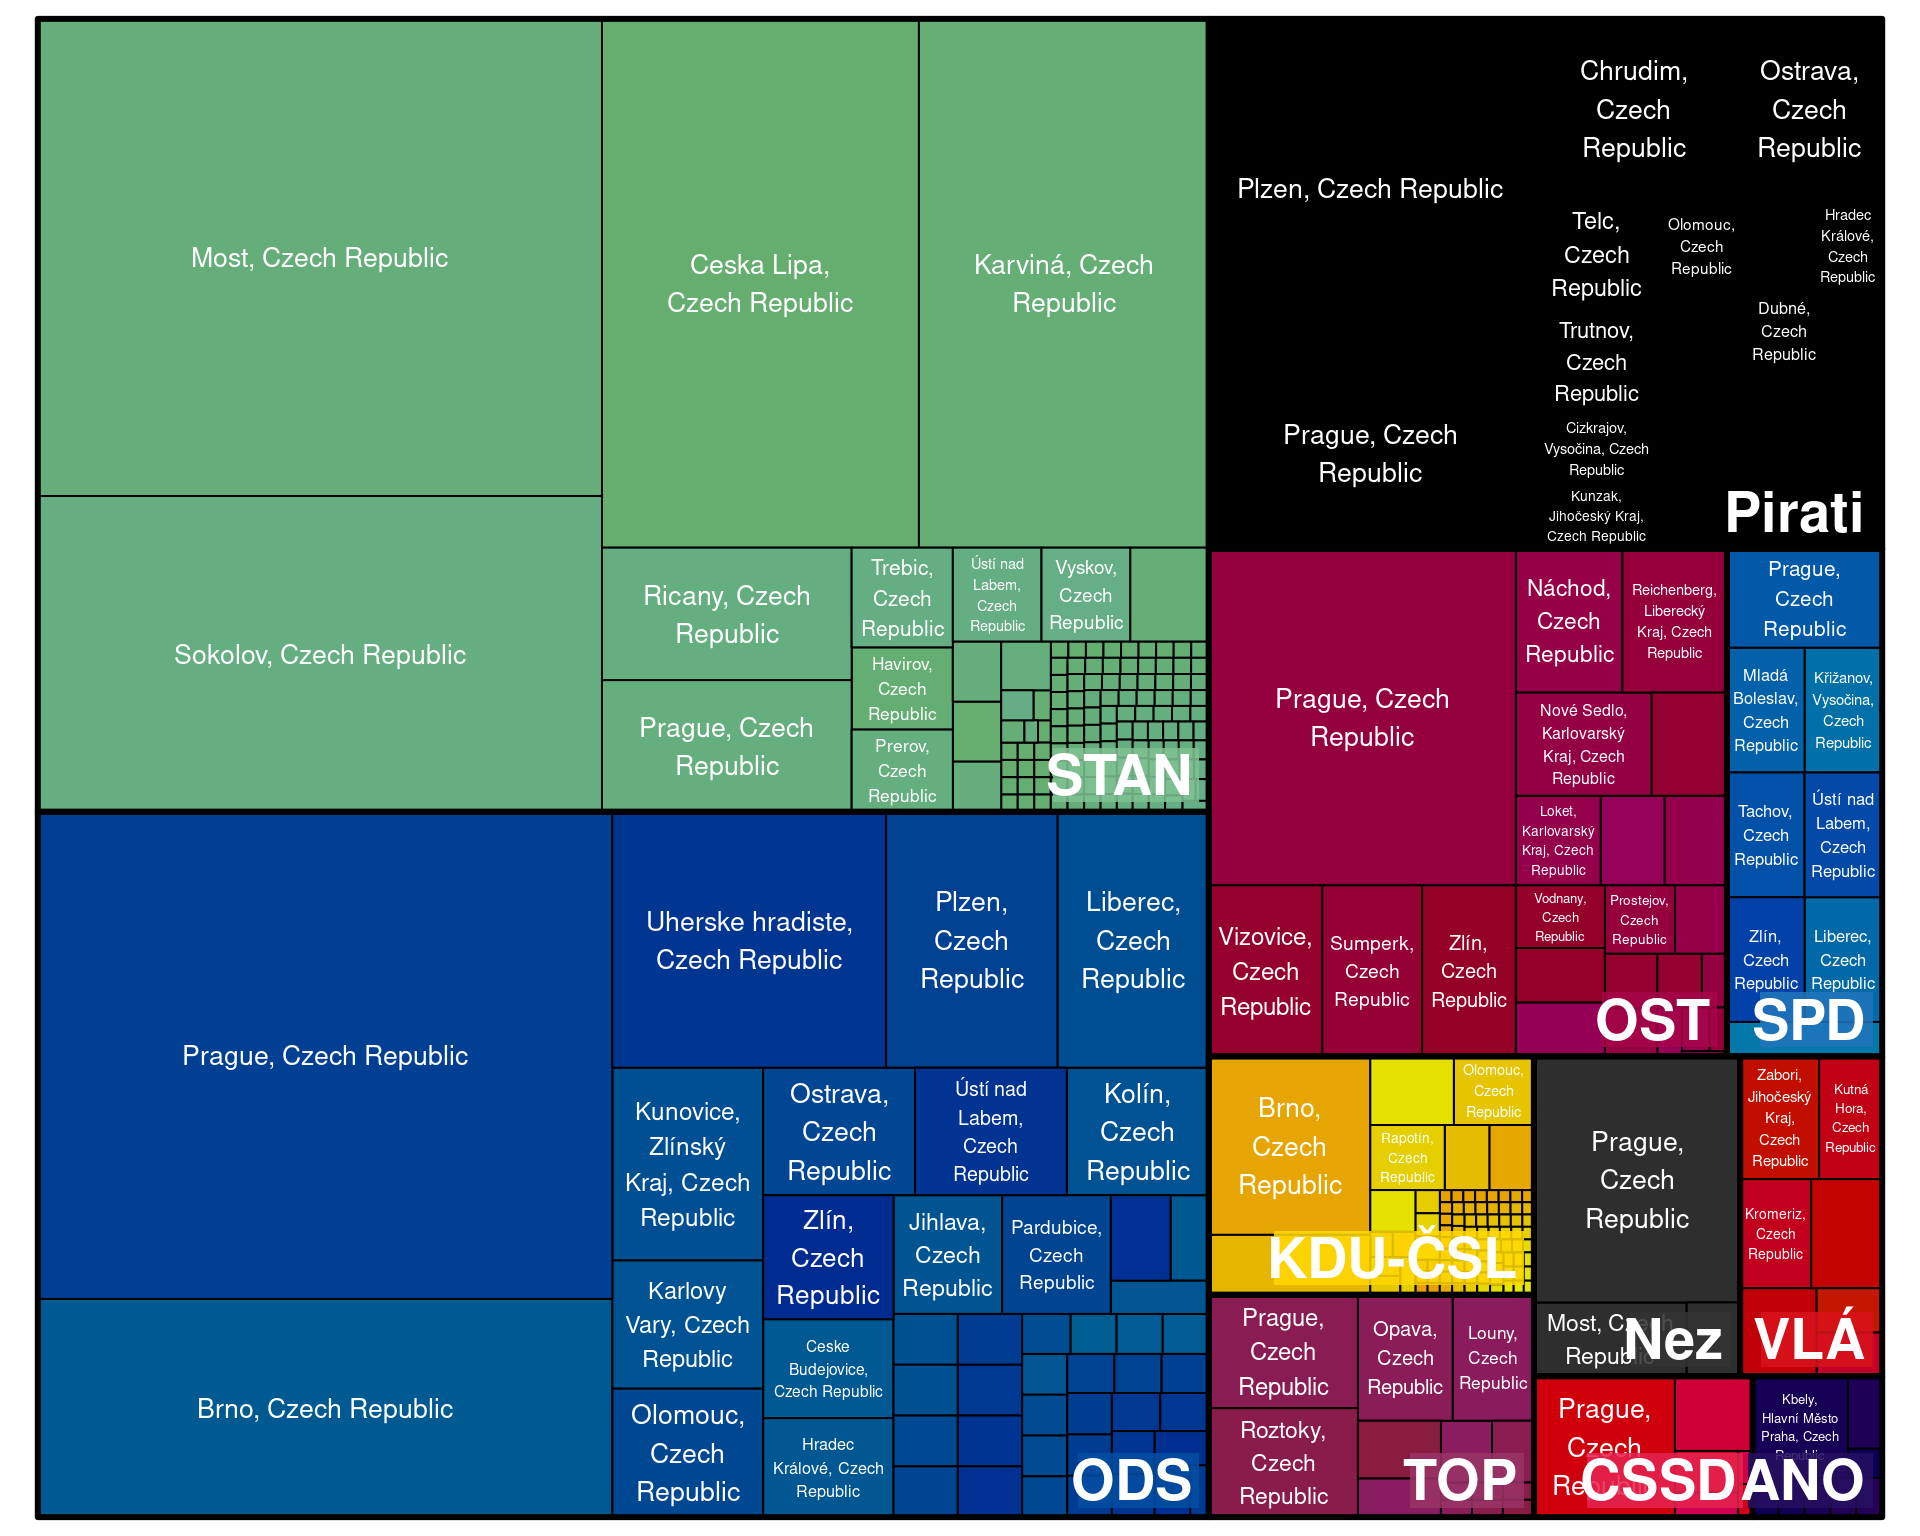 Most, Czech Republic
Sokolov, Czech Republic
Ceska Lipa,
Czech Republic
Karviná, Czech
Republic
Ricany, Czech
Republic
Prague, Czech
Republic
Trebic,
Czech
Republic
Havirov,
Czech
Republic
Prerov,
Czech
Republic
Ústí nad
Labem,
Czech
Republic
Vyskov,
Czech
Republic
STAN
Prague, Czech Republic
Brno, Czech Republic
Uherske hradiste,
Czech Republic
Plzen,
Czech
Republic
Liberec,
Czech
Republic
Kunovice,
Zlínský
Kraj, Czech
Republic
Karlovy
Vary, Czech
Republic
Olomouc,
Czech
Republic
Ostrava,
Czech
Republic
Ústí nad
Labem,
Czech
Republic
Kolín,
Czech
Republic
Zlín,
Czech
Republic
Ceske
Budejovice,
Czech Republic
Hradec
Králové, Czech
Republic
Jihlava,
Czech
Republic
Pardubice,
Czech
Republic
ODS
Plzen, Czech Republic
Prague, Czech
Republic
Chrudim,
Czech
Republic
Ostrava,
Czech
Republic
Telc,
Czech
Republic
Olomouc,
Czech
Republic
Hradec
Králové,
Czech
Republic
Trutnov,
Czech
Republic
Dubné,
Czech
Republic
Cizkrajov,
Vysočina, Czech
Republic
Kunzak,
Jihočeský Kraj,
Czech Republic
Pirati
Prague, Czech
Republic
Vizovice,
Czech
Republic
Sumperk,
Czech
Republic
Zlín,
Czech
Republic
Náchod,
Czech
Republic
Reichenberg,
Liberecký
Kraj, Czech
Republic
Nové Sedlo,
Karlovarský
Kraj, Czech
Republic
Loket,
Karlovarský
Kraj, Czech
Republic
Vodnany,
Czech
Republic
Prostejov,
Czech
Republic
OST
Prague,
Czech
Republic
Mladá
Boleslav,
Czech
Republic
Křižanov,
Vysočina,
Czech
Republic
Tachov,
Czech
Republic
Ústí nad
Labem,
Czech
Republic
Zlín,
Czech
Republic
Liberec,
Czech
Republic
SPD
Brno,
Czech
Republic
Olomouc,
Czech
Republic
Rapotín,
Czech
Republic
KDU-ČSL
Prague,
Czech
Republic
Roztoky,
Czech
Republic
Opava,
Czech
Republic
Louny,
Czech
Republic
TOP
Prague,
Czech
Republic
Most, Czech
Republic
Nez
Zabori,
Jihočeský
Kraj,
Czech
Republic
Kutná
Hora,
Czech
Republic
Kromeriz,
Czech
Republic
VLÁ
Prague,
Czech
Republic
CSSD
Kbely,
Hlavní Město
Praha, Czech
Republic
ANO